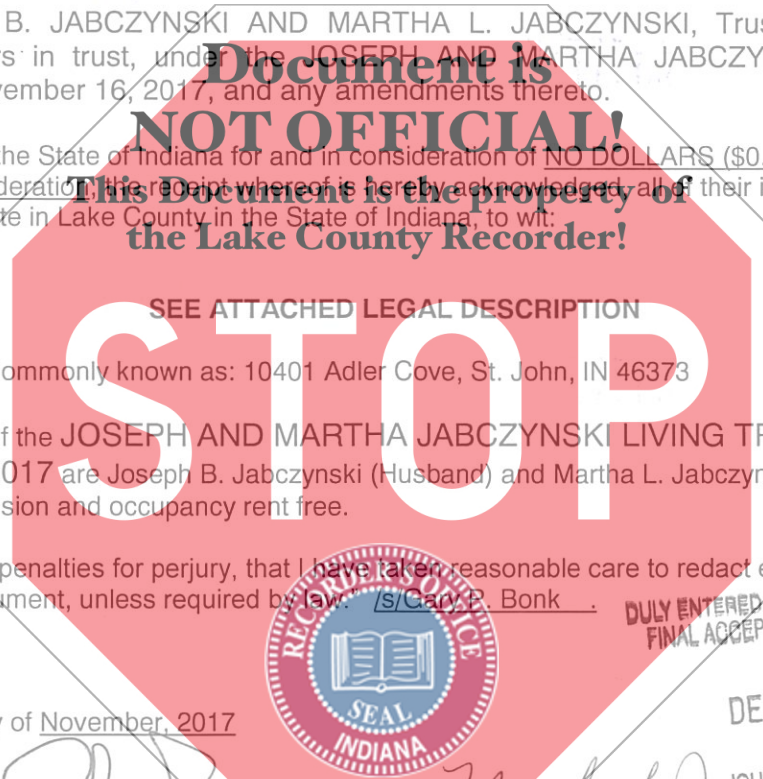 B. JABCZYNSKI AND MARTHA L. JABCZYNSKI, Trus
rs in trust, under the JOSEPH AND MARTHA JABCZY
vember 16, 2017, and any amendments thereto.
Document is
NOT OFFICIAL!
the State of Indiana for and in consideration of NO DOLLARS ($0.
deration, the receipt whereof is hereby acknowledged, all of their i
This Document is the property of
te in Lake County in the State of Indiana, to wit:
the Lake County Recorder!
SEE ATTACHED LEGAL DESCRIPTION
STOP
ommonly known as: 10401 Adler Cove, St. John, IN 46373
f the JOSEPH AND MARTHA JABCZYNSKI LIVING TR
017 are Joseph B. Jabczynski (Husband) and Martha L. Jabczyn
sion and occupancy rent free.
penalties for perjury, that I have taken reasonable care to redact e
ument, unless required by law." /s/Gary P. Bonk .
DULY ENTERED
FINAL ACCEP
RECORDER'S OFFICE
SEAL
INDIANA
DE
y of November, 2017